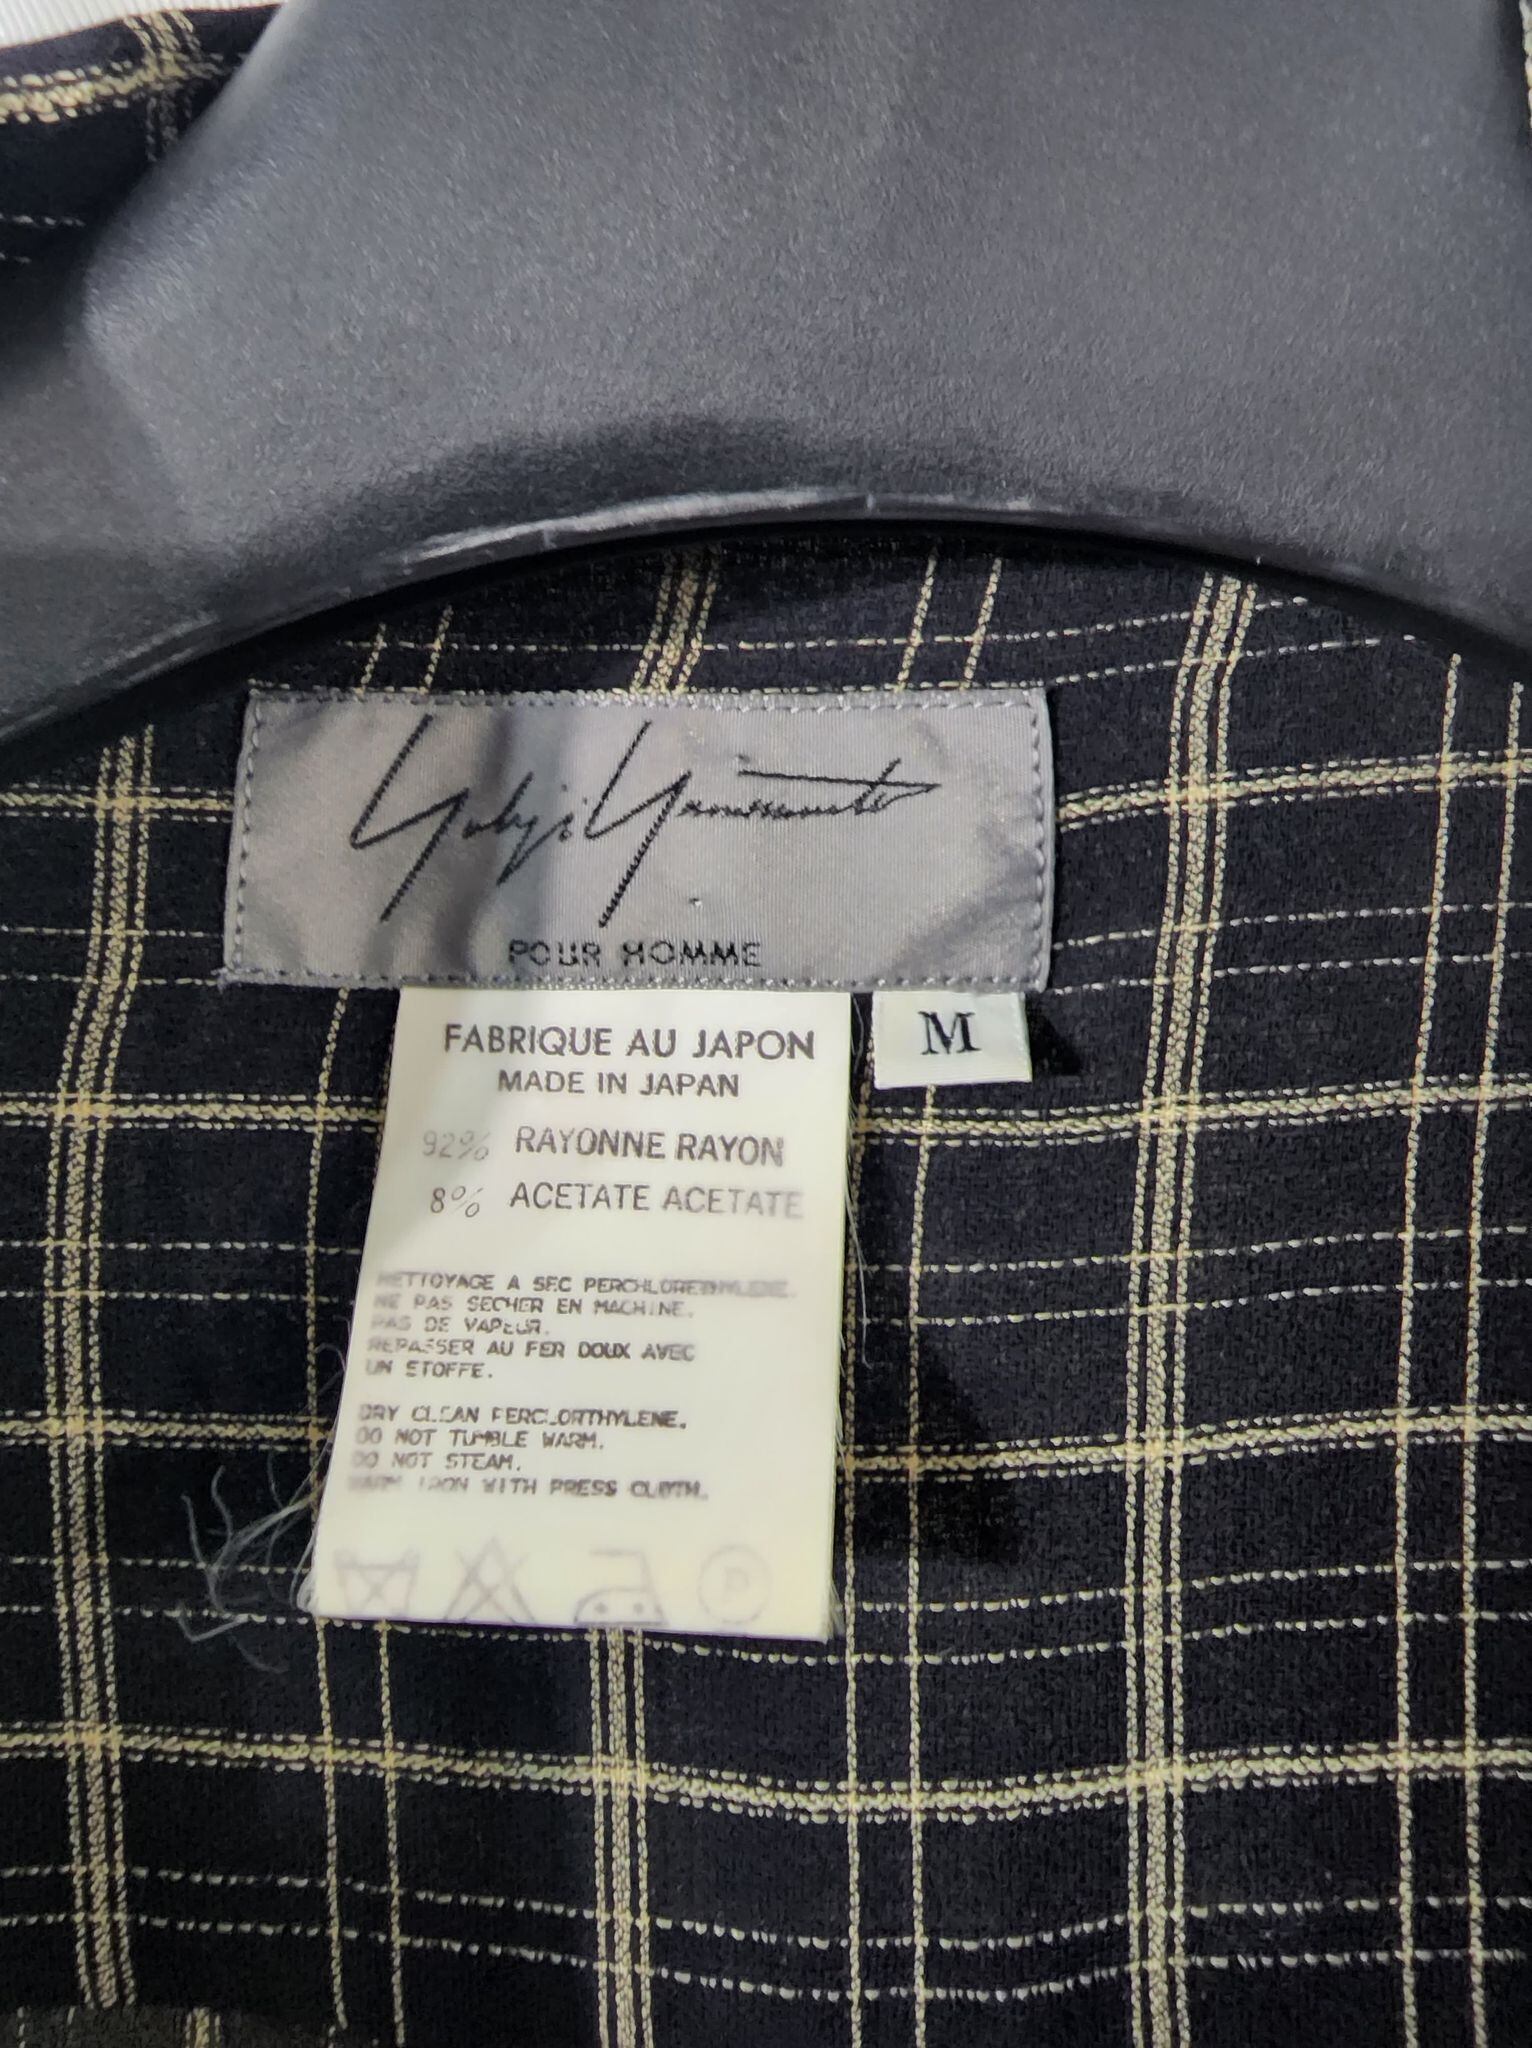 Yohji Yamamoto
POUR HOMME
FABRIQUE AU JAPON
MADE IN JAPAN
M
92% RAYONNE RAYON
8% ACETATE ACETATE
NETTOYAGE A SEC PERCHLORETHYLENE.
NE PAS SECHER EN MACHINE.
PAS DE VAPEUR.
REPASSER AU FER DOUX AVEC
UN STOFFE.
DRY CLEAN PERCLORTHYLENE.
DO NOT TUMBLE WARM.
DO NOT STEAM.
WARM IRON WITH PRESS CLOTH.
P